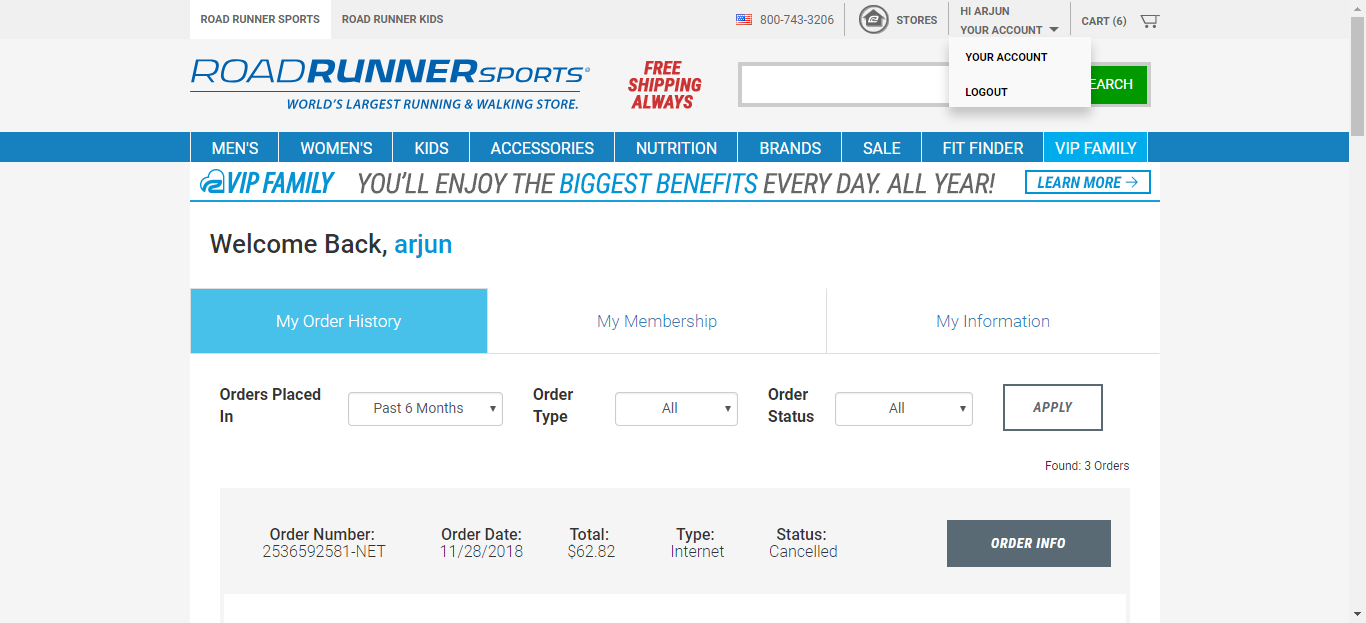 ROAD RUNNER SPORTS
ROAD RUNNER KIDS
800-743-3206
STORES
HI ARJUN
YOUR ACCOUNT
CART (6)
YOUR ACCOUNT
LOGOUT
ROADRUNNERSPORTS
WORLD'S LARGEST RUNNING & WALKING STORE.
FREE
SHIPPING
ALWAYS
EARCH
MEN'S
WOMEN'S
KIDS
ACCESSORIES
NUTRITION
BRANDS
SALE
FIT FINDER
VIP FAMILY
VIP FAMILY YOU'LL ENJOY THE BIGGEST BENEFITS EVERY DAY. ALL YEAR! LEARN MORE →
Welcome Back, arjun
My Order History
My Membership
My Information
Orders Placed
In
Past 6 Months
Order
Type
All
Order
Status
All
APPLY
Found: 3 Orders
Order Number:
2536592581-NET
Order Date:
11/28/2018
Total:
$62.82
Type:
Internet
Status:
Cancelled
ORDER INFO